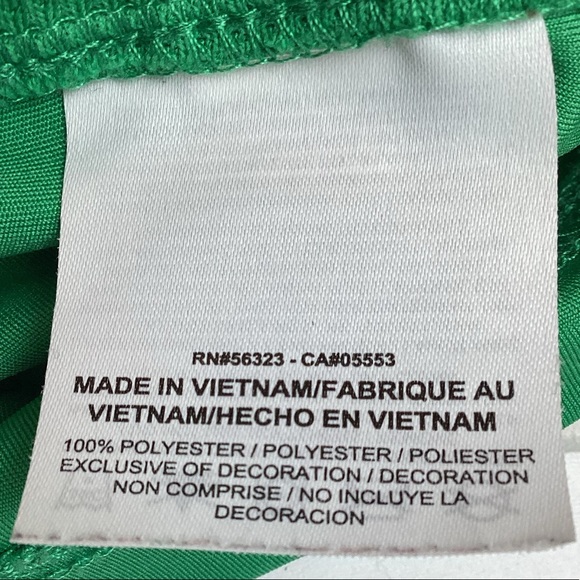 RN#56323 - CA#05553
MADE IN VIETNAM/FABRIQUE AU
VIETNAM/HECHO EN VIETNAM
100% POLYESTER / POLYESTER / POLIESTER
EXCLUSIVE OF DECORATION / DECORATION
NON COMPRISE / NO INCLUYE LA
DECORACION